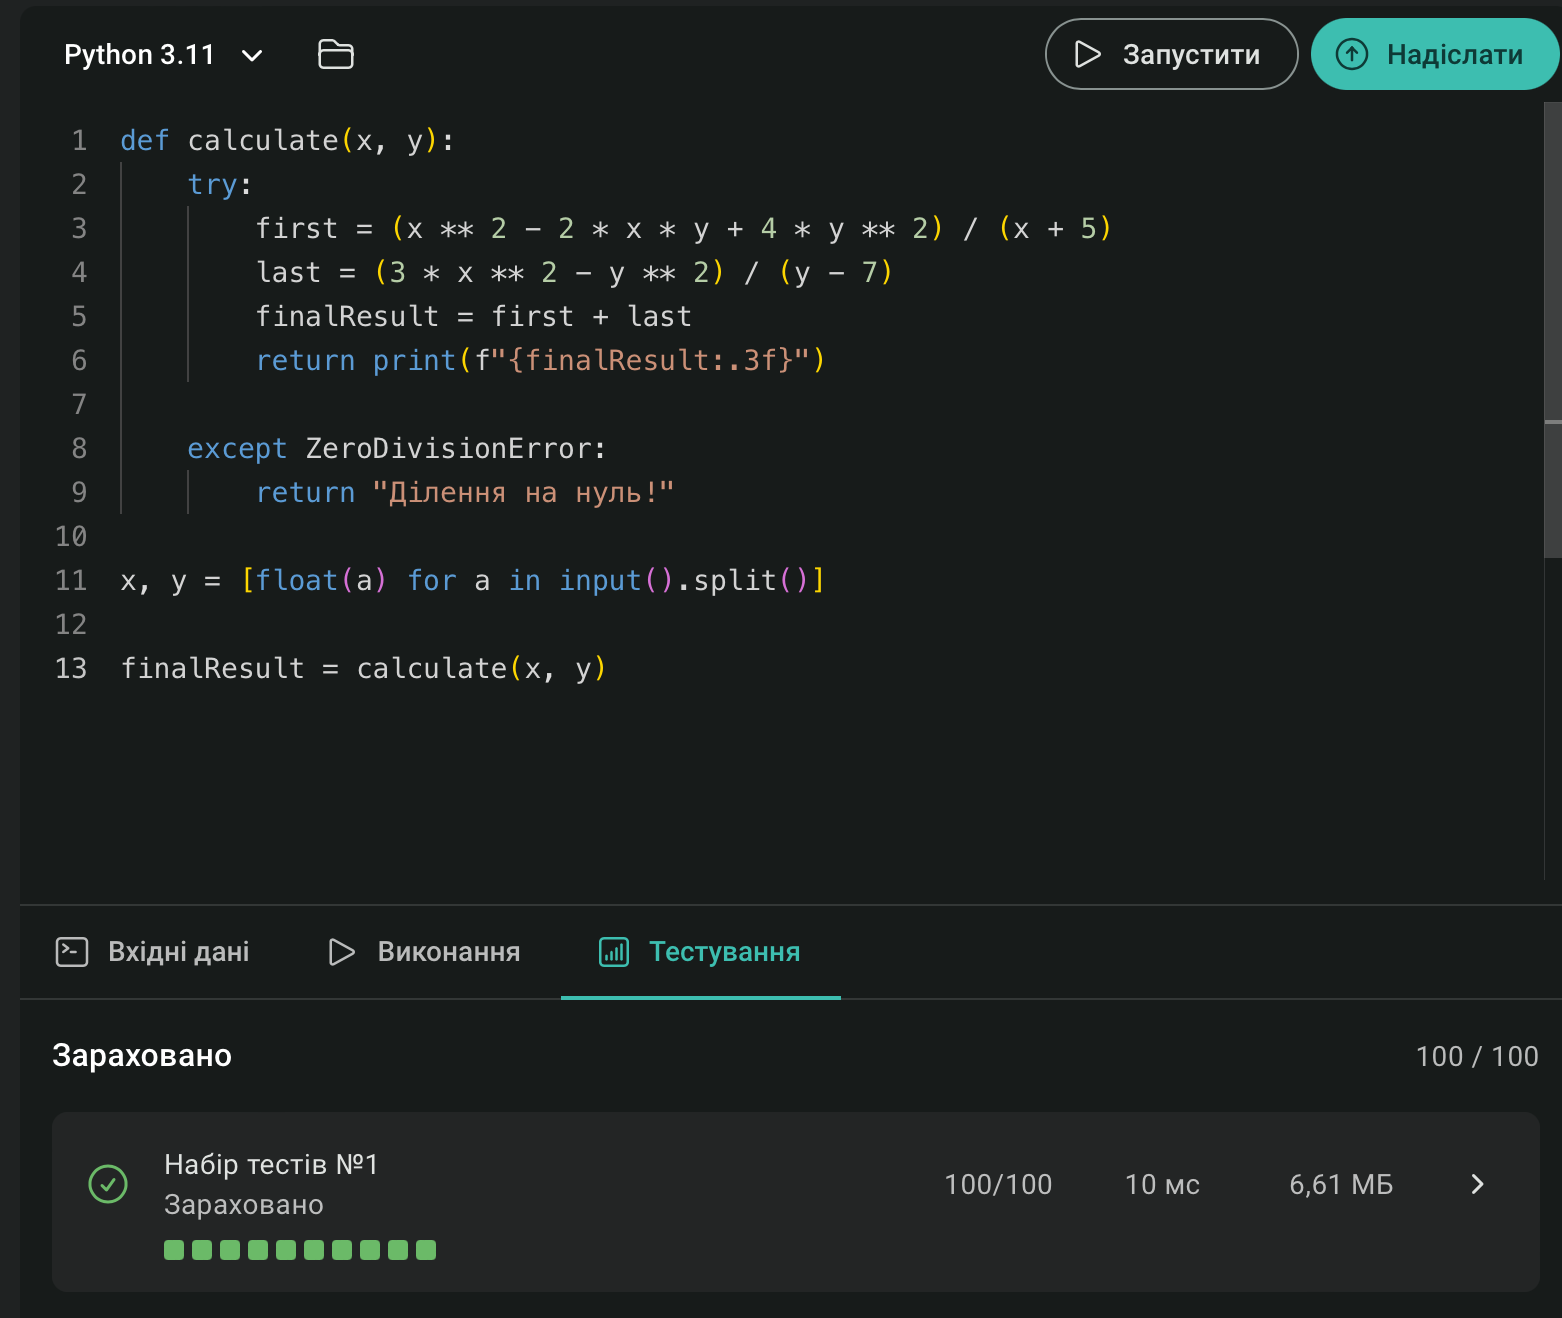 Python 3.11
Запустити
Надіслати
1 def calculate(x, y):
2 try:
3 first = (x ** 2 - 2 * x * y + 4 * y ** 2) / (x + 5)
4 last = (3 * x ** 2 - y ** 2) / (y - 7)
5 finalResult = first + last
6 return print(f"{finalResult:.3f}")
7
8 except ZeroDivisionError:
9 return "Ділення на нуль!"
10
11 x, y = [float(a) for a in input().split()]
12
13 finalResult = calculate(x, y)
Вхідні дані
Виконання
Тестування
Зараховано
100 / 100
Набір тестів №1
Зараховано
100/100
10 мс
6,61 МБ